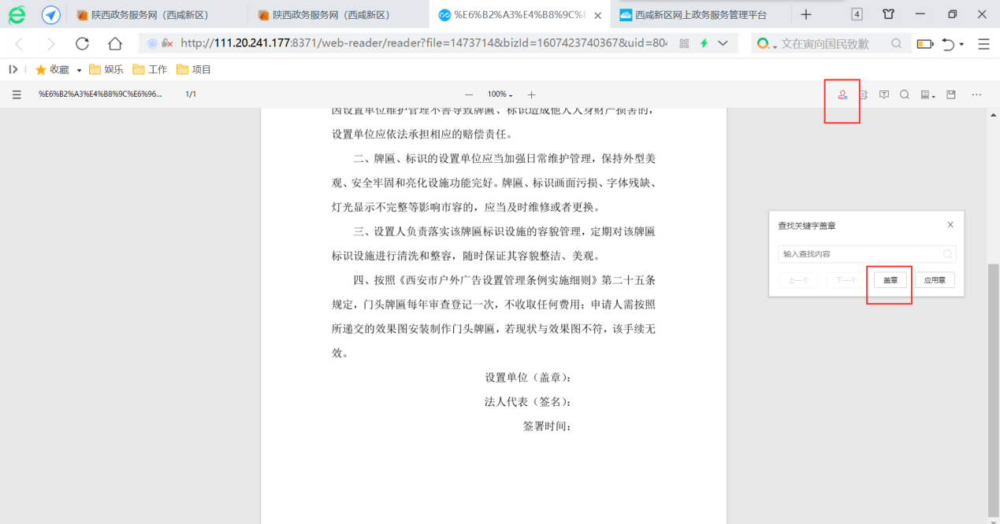 陕西政务服务网（西咸新区）
陕西政务服务网（西咸新区）
%E6%B2%A3%E4%B8%9C%E
西咸新区网上政务服务管理平台
4
http://111.20.241.177:8371/web-reader/reader?file=1473714&bizId=1607423740367&uid=80
文在寅向国民致歉
收藏
娱乐
工作
项目
%E6%B2%A3%E4%B8%9C%E6%96...
1/1
100%
因设置单位维护管理不善导致牌匾、标识造成他人人身财产损害的，
设置单位应依法承担相应的赔偿责任。
二、牌匾、标识的设置单位应当加强日常维护管理，保持外型美
观、安全牢固和亮化设施功能完好。牌匾、标识画面污损、字体残缺、
灯光显示不完整等影响市容的，应当及时维修或者更换。
三、设置人负责落实该牌匾标识设施的容貌管理，定期对该牌匾
标识设施进行清洗和整容，随时保证其容貌整洁、美观。
四、按照《西安市户外广告设置管理条例实施细则》第二十五条
规定，门头牌匾每年审查登记一次，不收取任何费用；申请人需按照
所递交的效果图安装制作门头牌匾，若现状与效果图不符，该手续无
效。
设置单位（盖章）：
法人代表（签名）：
签署时间：
查找关键字盖章
输入查找内容
上一个
下一个
盖章
应用章